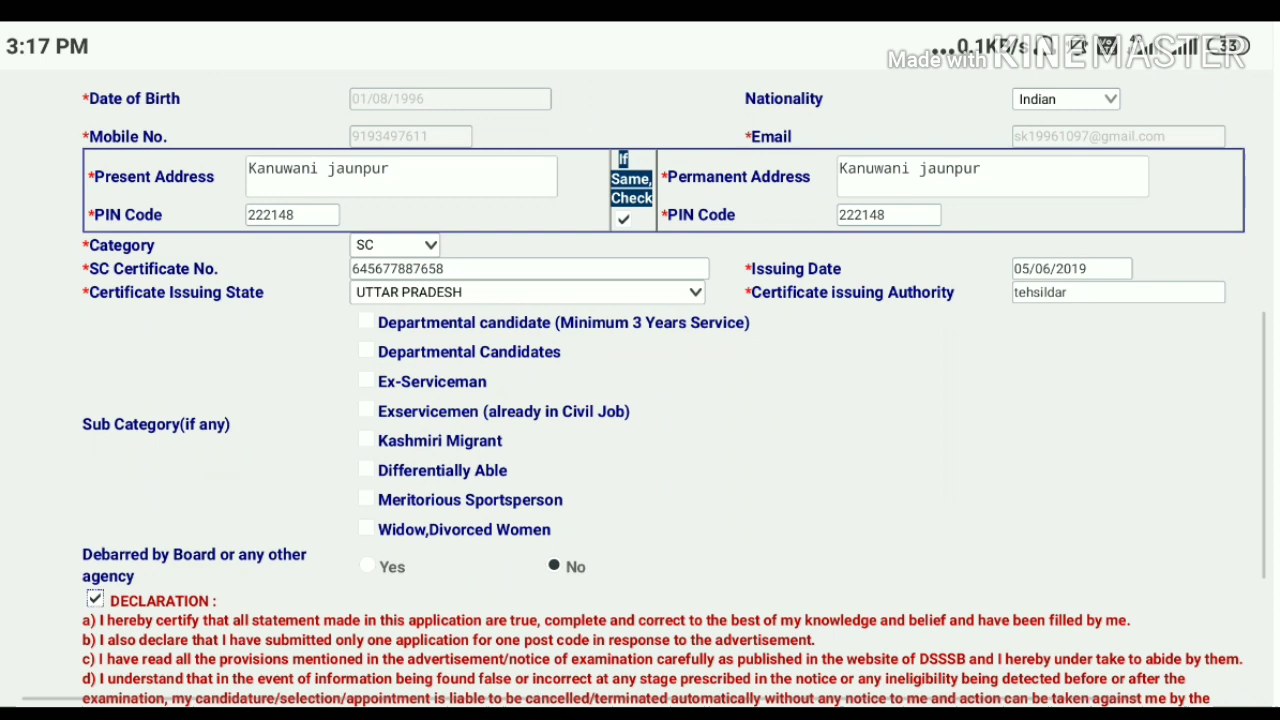 3:17 PM
...0.1KB/s 33
Made with KINEMASTER
*Date of Birth 01/08/1996 Nationality Indian
*Mobile No. 9193497611 *Email sk19961097@gmail.com
*Present Address Kanuwani jaunpur If Same, Check *Permanent Address Kanuwani jaunpur
*PIN Code 222148 *PIN Code 222148
*Category SC
*SC Certificate No. 645677887658 *Issuing Date 05/06/2019
*Certificate Issuing State UTTAR PRADESH *Certificate issuing Authority tehsildar
Departmental candidate (Minimum 3 Years Service)
Departmental Candidates
Ex-Serviceman
Exservicemen (already in Civil Job)
Sub Category(if any)
Kashmiri Migrant
Differentially Able
Meritorious Sportsperson
Widow,Divorced Women
Debarred by Board or any other agency Yes No
DECLARATION :
a) I hereby certify that all statement made in this application are true, complete and correct to the best of my knowledge and belief and have been filled by me.
b) I also declare that I have submitted only one application for one post code in response to the advertisement.
c) I have read all the provisions mentioned in the advertisement/notice of examination carefully as published in the website of DSSSB and I hereby under take to abide by them.
d) I understand that in the event of information being found false or incorrect at any stage prescribed in the notice or any ineligibility being detected before or after the
examination, my candidature/selection/appointment is liable to be cancelled/terminated automatically without any notice to me and action can be taken against me by the